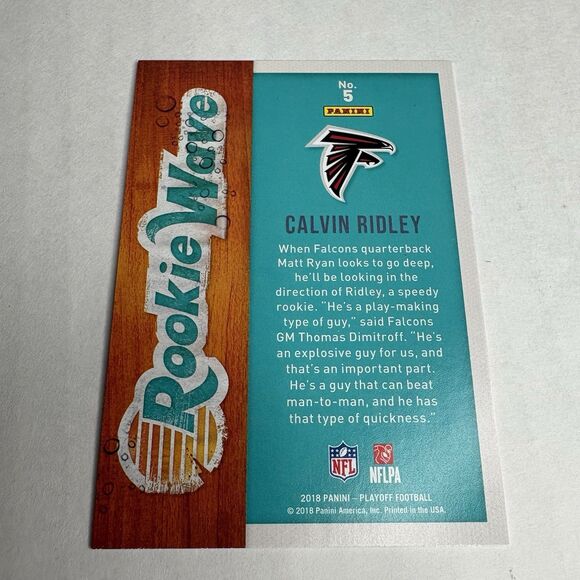 Rookie Wave
No.
5
PANINI
CALVIN RIDLEY
When Falcons quarterback
Matt Ryan looks to go deep,
he'll be looking in the
direction of Ridley, a speedy
rookie. "He's a play-making
type of guy," said Falcons
GM Thomas Dimitroff. "He's
an explosive guy for us, and
that's an important part.
He's a guy that can beat
man-to-man, and he has
that type of quickness."
NFL
NFLPA
2018 PANINI – PLAYOFF FOOTBALL
© 2018 Panini America, Inc. Printed in the USA.